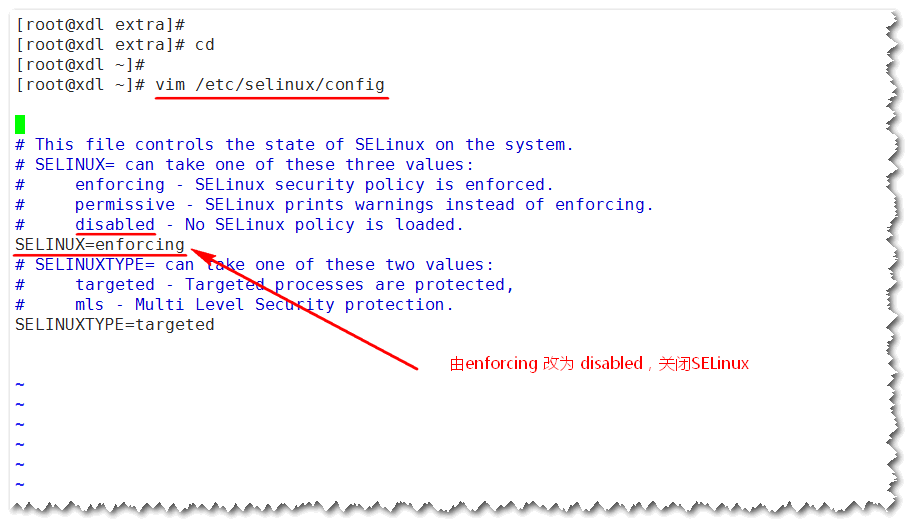 [root@xdl extra]#
[root@xdl extra]# cd
[root@xdl ~]#
[root@xdl ~]# vim /etc/selinux/config
# This file controls the state of SELinux on the system.
# SELINUX= can take one of these three values:
#     enforcing - SELinux security policy is enforced.
#     permissive - SELinux prints warnings instead of enforcing.
#     disabled - No SELinux policy is loaded.
SELINUX=enforcing
# SELINUXTYPE= can take one of these two values:
#     targeted - Targeted processes are protected,
#     mls - Multi Level Security protection.
SELINUXTYPE=targeted
由enforcing 改为 disabled，关闭SELinux
~
~
~
~
~
~